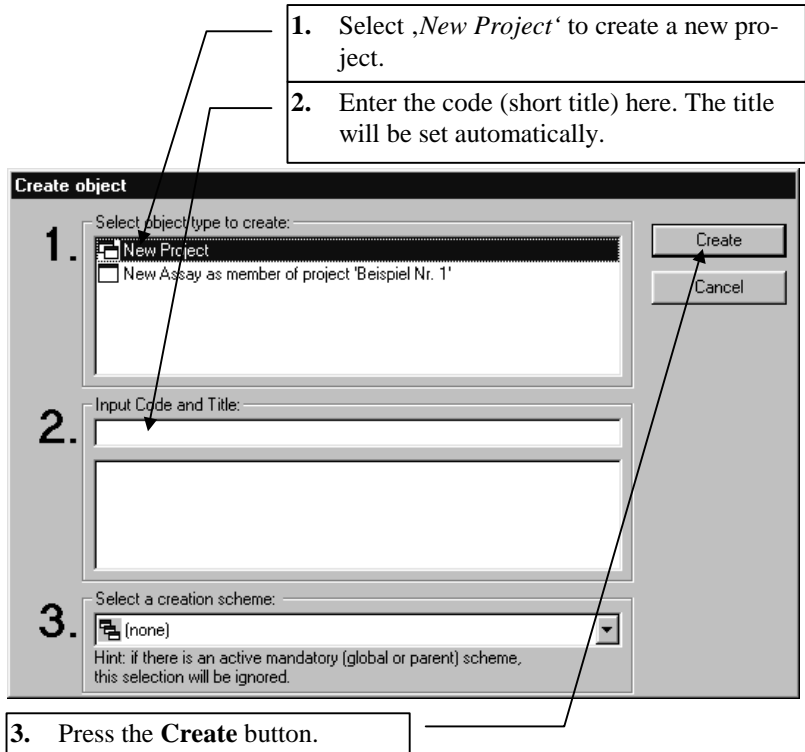 1. Select ‚New Project‘ to create a new pro-
ject.
2. Enter the code (short title) here. The title
will be set automatically.
Create object
1.
Select object type to create:
New Project
New Assay as member of project 'Beispiel Nr. 1'
Create
Cancel
2.
Input Code and Title:
3.
Select a creation scheme:
(none)
Hint: if there is an active mandatory (global or parent) scheme,
this selection will be ignored.
3. Press the Create button.